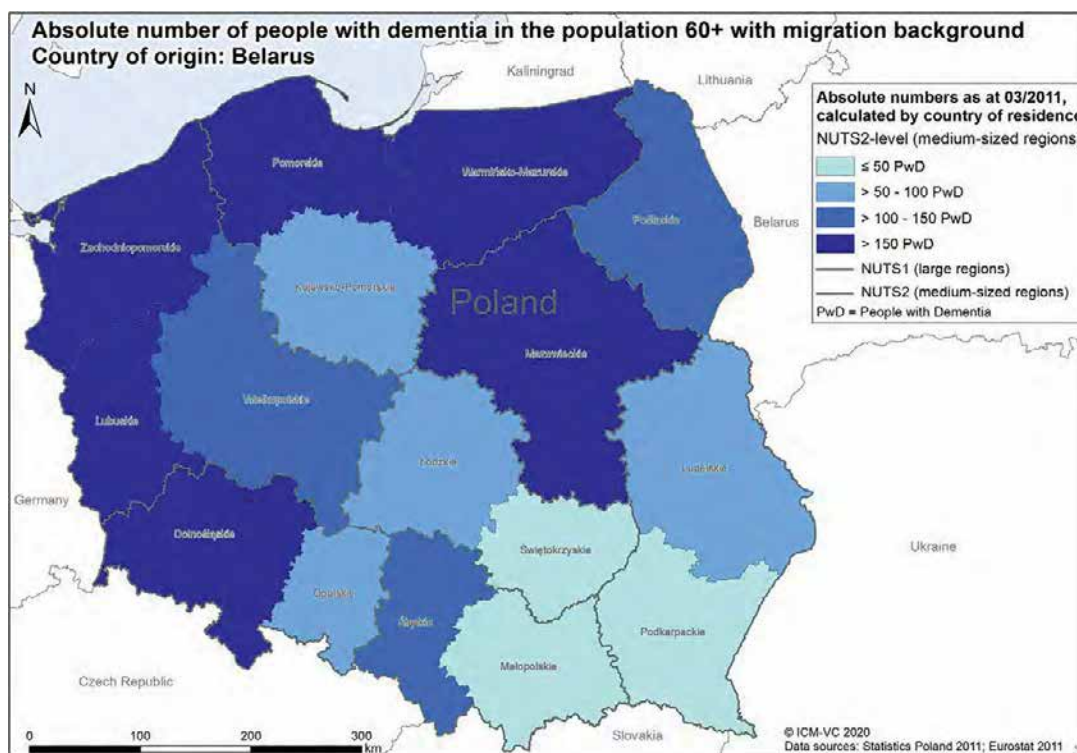 Absolute number of people with dementia in the population 60+ with migration background
Country of origin: Belarus
Kaliningrad
Lithuania
N
Absolute numbers as at 03/2011,
calculated by country of residence
NUTS2-level (medium-sized regions
≤ 50 PwD
> 50 - 100 PwD
> 100 - 150 PwD
> 150 PwD
NUTS1 (large regions)
NUTS2 (medium-sized regions)
PwD = People with Dementia
Pomorskie
Warmińsko-Mazurskie
Podlaskie
Belarus
Zachodniopomorskie
Kujawsko-Pomorskie
Poland
Mazowieckie
Wielkopolskie
Lubuskie
Łódzkie
Lubelskie
Germany
Dolnośląskie
Świętokrzyskie
Ukraine
Opolskie
Śląskie
Podkarpackie
Małopolskie
Czech Republic
Slovakia
0 100 200 300
km
© ICM-VC 2020
Data sources: Statistics Poland 2011; Eurostat 2011